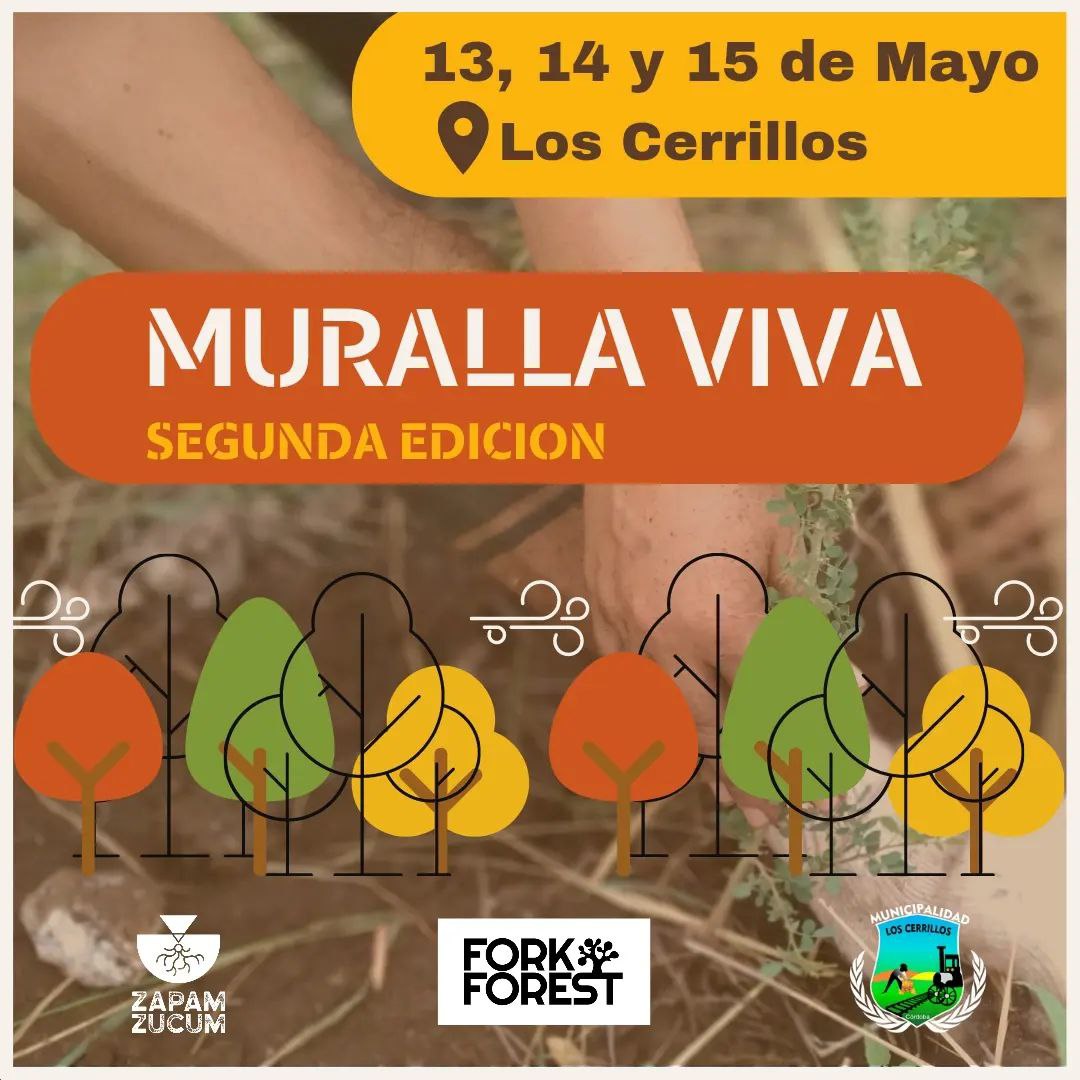 13, 14 y 15 de Mayo
Los Cerrillos
MURALLA VIVA
SEGUNDA EDICION
ZAPAM
ZUCUM
FORK
FOREST
MUNICIPALIDAD
LOS CERRILLOS
Córdoba